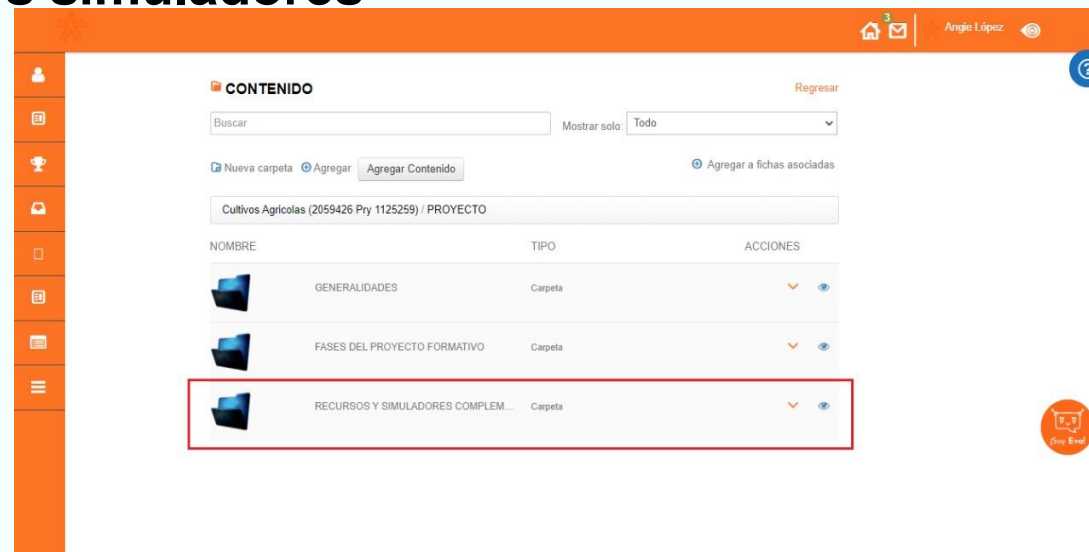 s simuladores
3
Angie López
CONTENIDO
Regresar
Buscar
Mostrar solo: Todo
Nueva carpeta Agregar Agregar Contenido
Agregar a fichas asociadas
Cultivos Agricolas (2059426 Pry 1125259) / PROYECTO
NOMBRE TIPO ACCIONES
GENERALIDADES Carpeta
FASES DEL PROYECTO FORMATIVO Carpeta
RECURSOS Y SIMULADORES COMPLEM... Carpeta
¡Soy Eva!